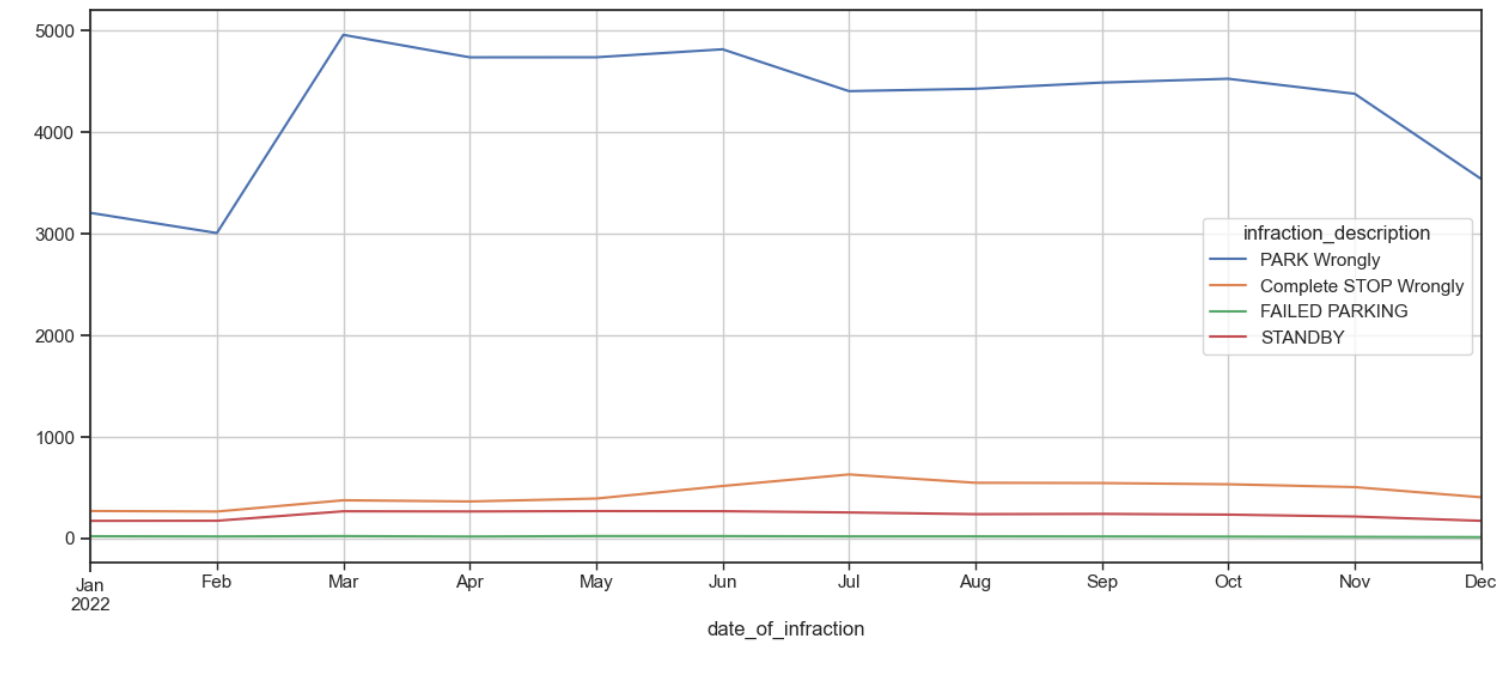 5000
4000
3000
2000
1000
0
infraction_description
PARK Wrongly
Complete STOP Wrongly
FAILED PARKING
STANDBY
Jan Feb Mar Apr May Jun Jul Aug Sep Oct Nov Dec
2022
date_of_infraction